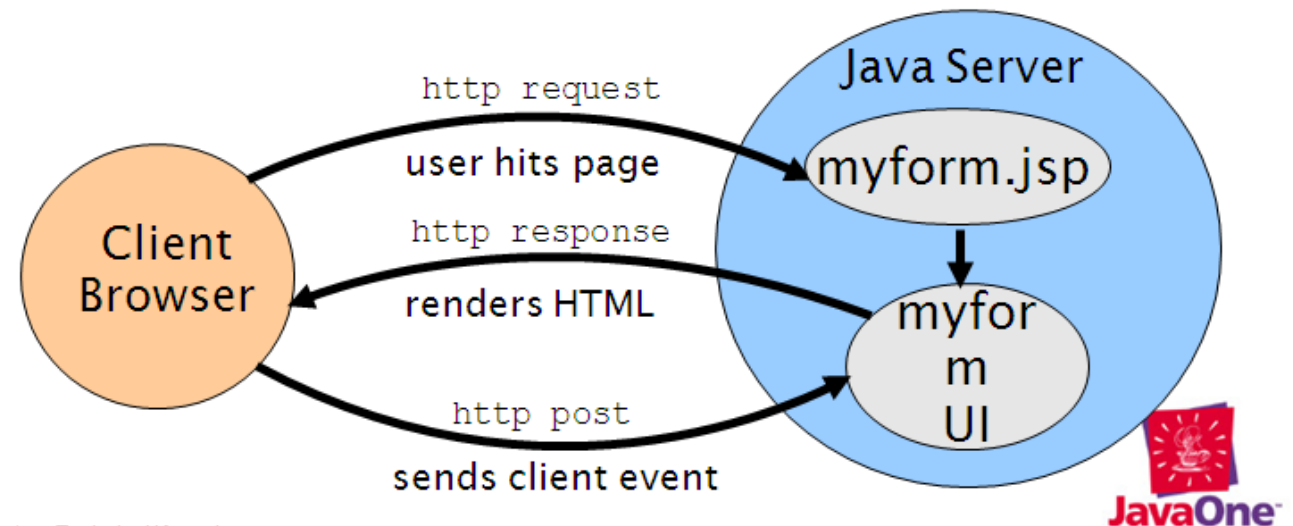 Java Server
http request
user hits page
myform.jsp
Client
Browser
http response
renders HTML
myfor
m
UI
http post
sends client event
JavaOne